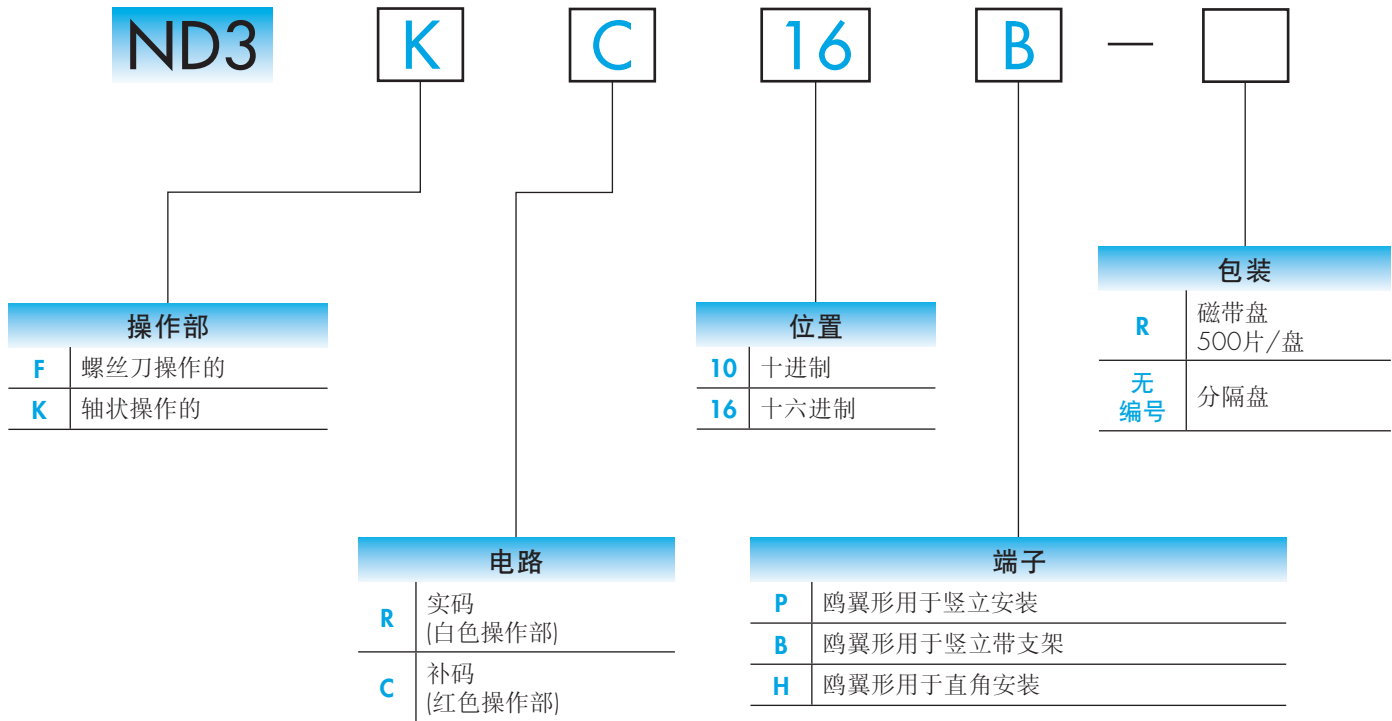 ND3 K C 16 B —
操作部
F 螺丝刀操作的
K 轴状操作的
电路
R 实码
(白色操作部)
C 补码
(红色操作部)
位置
10 十进制
16 十六进制
端子
P 鸥翼形用于竖立安装
B 鸥翼形用于竖立带支架
H 鸥翼形用于直角安装
包装
R 磁带盘
500片/盘
无
编号 分隔盘